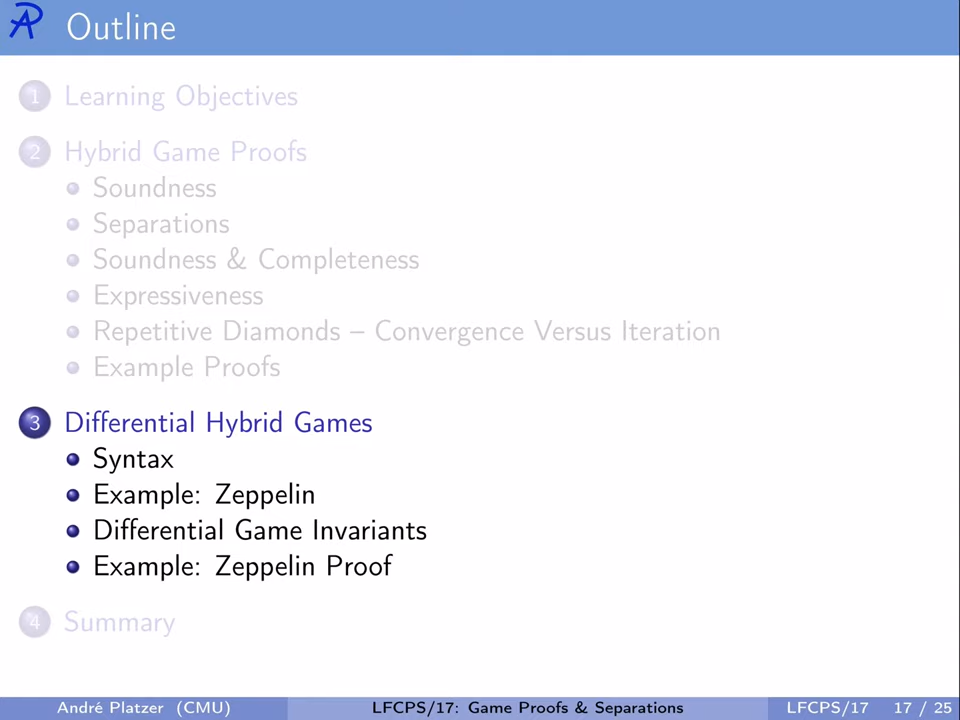 Outline
1 Learning Objectives
2 Hybrid Game Proofs
Soundness
Separations
Soundness & Completeness
Expressiveness
Repetitive Diamonds – Convergence Versus Iteration
Example Proofs
3 Differential Hybrid Games
Syntax
Example: Zeppelin
Differential Game Invariants
Example: Zeppelin Proof
4 Summary
André Platzer (CMU) LFCPS/17: Game Proofs & Separations LFCPS/17 17 / 25